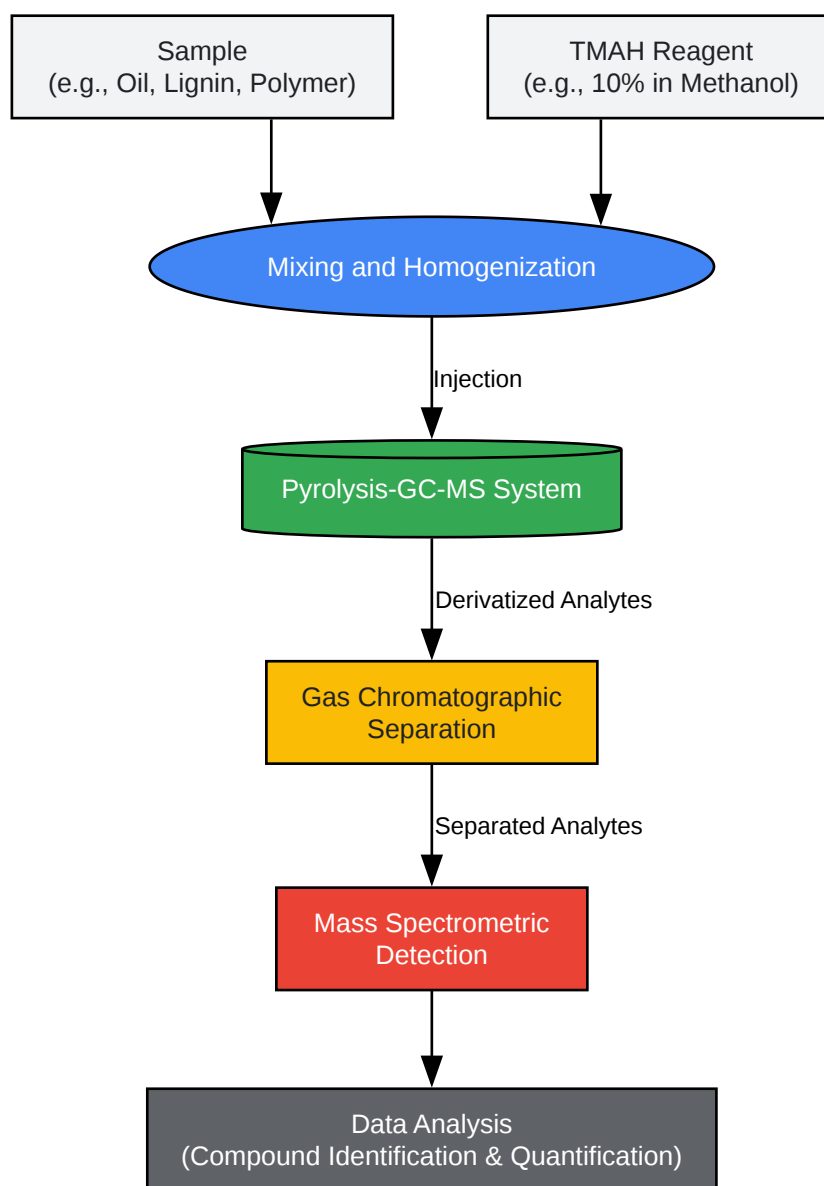 Sample
(e.g., Oil, Lignin, Polymer)
TMAH Reagent
(e.g., 10% in Methanol)
Mixing and Homogenization
Injection
Pyrolysis-GC-MS System
Derivatized Analytes
Gas Chromatographic
Separation
Separated Analytes
Mass Spectrometric
Detection
Data Analysis
(Compound Identification & Quantification)